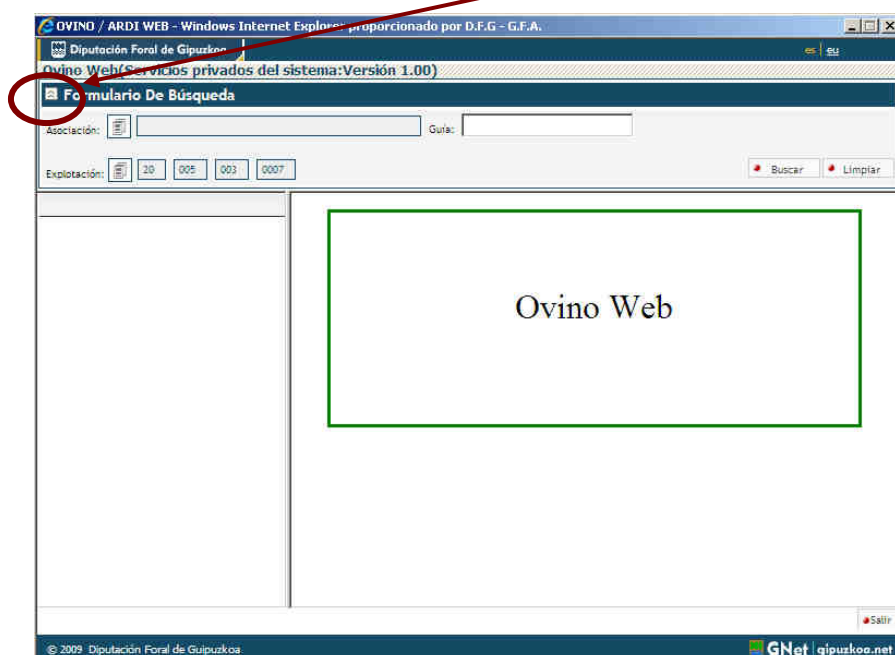 OVINO / ARDI WEB - Windows Internet Explorer proporcionado por D.F.G - G.F.A.
Diputación Foral de Gipuzkoa es | eu
Ovino Web(Servicios privados del sistema:Versión 1.00)
Formulario De Búsqueda
Asociación: Guía:
Explotación: 20 005 003 0007 Buscar Limpiar
Ovino Web
Salir
© 2009 Diputación Foral de Guipuzkoa GNet gipuzkoa.net